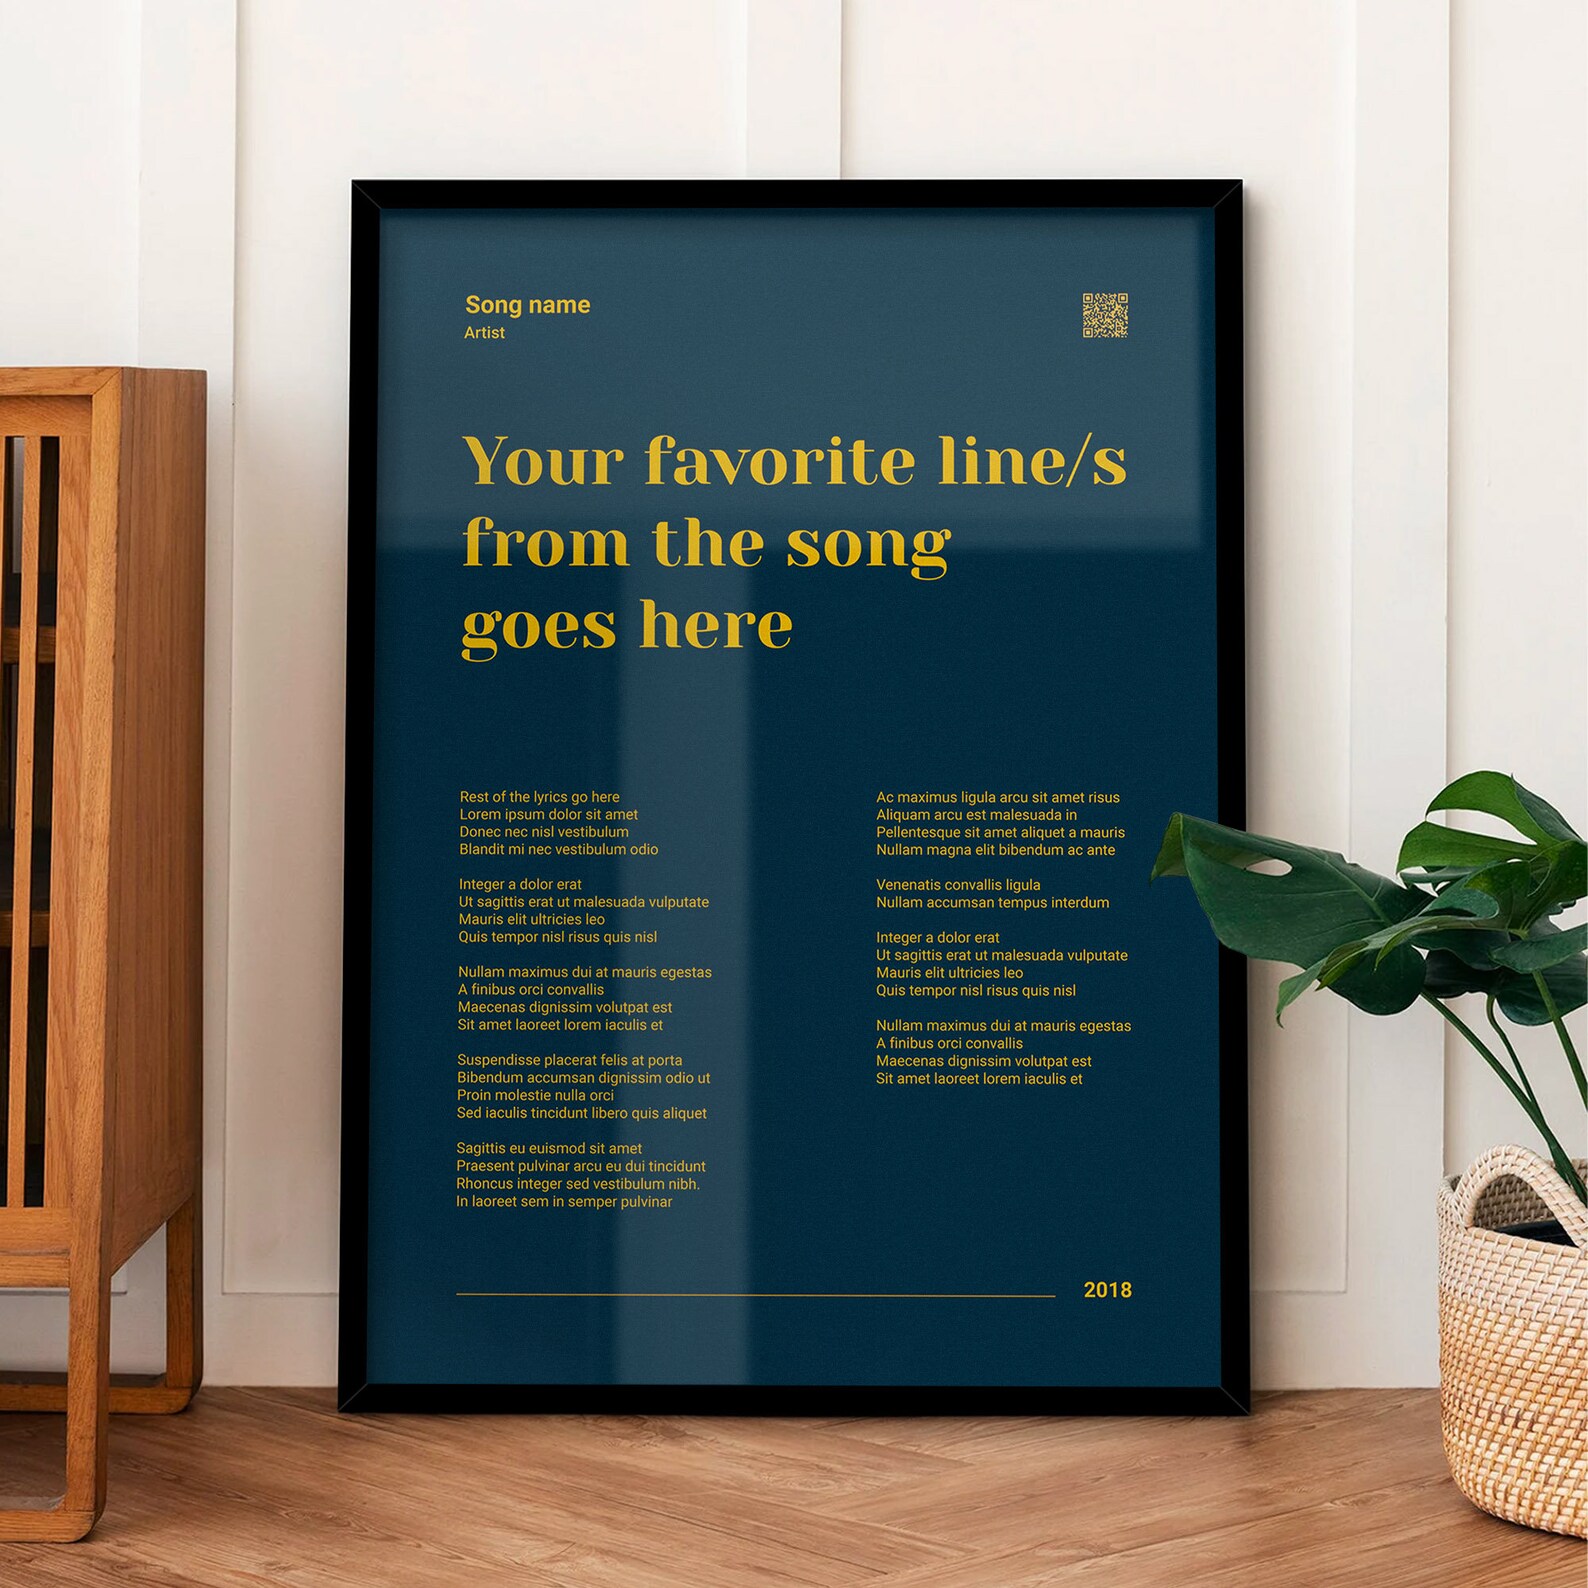 Song name
Artist
Your favorite line/s
from the song
goes here
Rest of the lyrics go here
Lorem ipsum dolor sit amet
Donec nec nisl vestibulum
Blandit mi nec vestibulum odio
Integer a dolor erat
Ut sagittis erat ut malesuada vulputate
Mauris elit ultricies leo
Quis tempor nisl risus quis nisl
Nullam maximus dui at mauris egestas
A finibus orci convallis
Maecenas dignissim volutpat est
Sit amet laoreet lorem iaculis et
Suspendisse placerat felis at porta
Bibendum accumsan dignissim odio ut
Proin molestie nulla orci
Sed iaculis tincidunt libero quis aliquet
Sagittis eu euismod sit amet
Praesent pulvinar arcu eu dui tincidunt
Rhoncus integer sed vestibulum nibh.
In laoreet sem in semper pulvinar
Ac maximus ligula arcu sit amet risus
Aliquam arcu est malesuada in
Pellentesque sit amet aliquet a mauris
Nullam magna elit bibendum ac ante
Venenatis convallis ligula
Nullam accumsan tempus interdum
Integer a dolor erat
Ut sagittis erat ut malesuada vulputate
Mauris elit ultricies leo
Quis tempor nisl risus quis nisl
Nullam maximus dui at mauris egestas
A finibus orci convallis
Maecenas dignissim volutpat est
Sit amet laoreet lorem iaculis et
2018